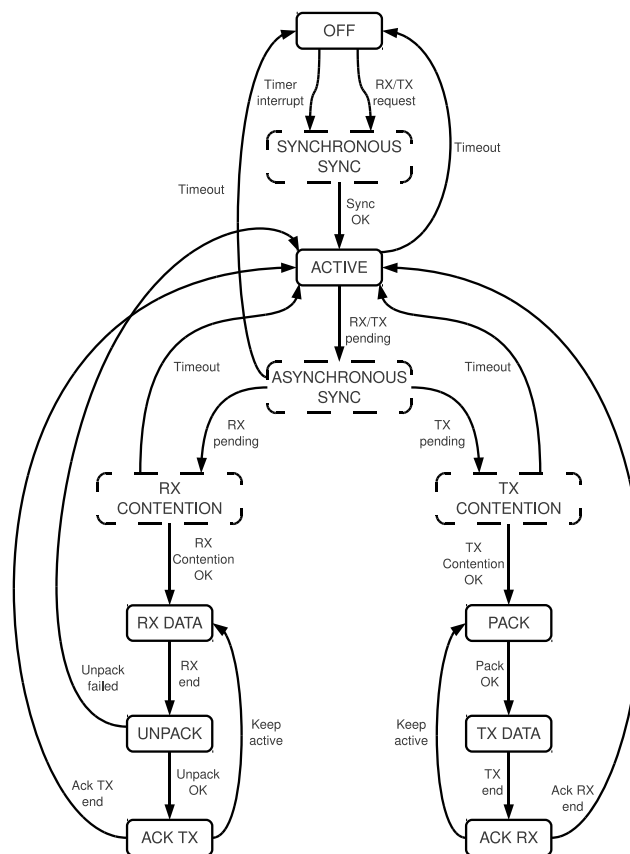 OFF
Timer
interrupt
RX/TX
request
SYNCHRONOUS
SYNC
Timeout
Timeout
Sync
OK
ACTIVE
RX/TX
pending
Timeout
ASYNCHRONOUS
SYNC
Timeout
RX
pending
TX
pending
RX
CONTENTION
TX
CONTENTION
RX
Contention
OK
TX
Contention
OK
RX DATA
PACK
Unpack
failed
RX
end
Pack
OK
UNPACK
Keep
active
Keep
active
TX DATA
Ack TX
end
Unpack
OK
TX
end
Ack RX
end
ACK TX
ACK RX